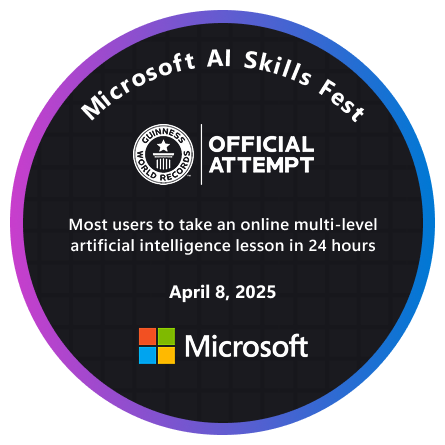 Microsoft AI Skills Fest
GUINNESS
WORLD RECORDS
OFFICIAL
ATTEMPT
Most users to take an online multi-level
artificial intelligence lesson in 24 hours
April 8, 2025
Microsoft